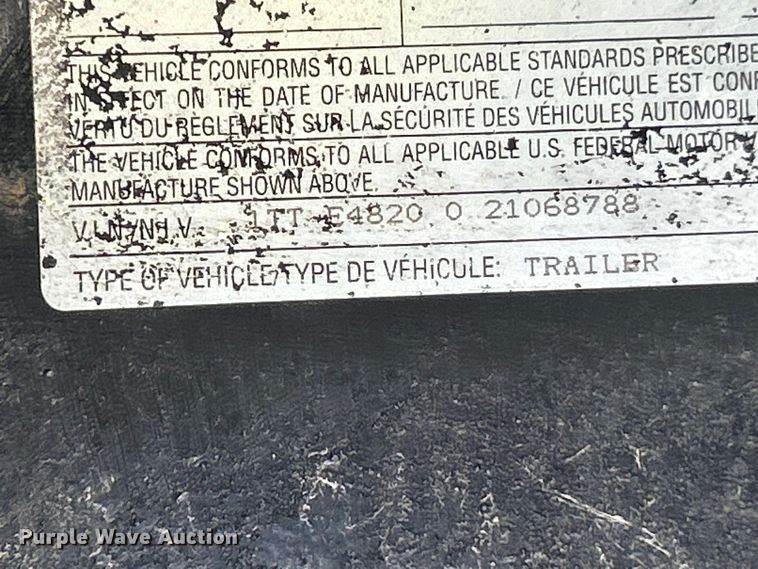 THIS VEHICLE CONFORMS TO ALL APPLICABLE STANDARDS PRESCRIBE
IN EFFECT ON THE DATE OF MANUFACTURE. / CE VÉHICULE EST CONF
VERTU DU RÈGLEMENT SUR LA SÉCURITÉ DES VÉHICULES AUTOMOBIL
THE VEHICLE CONFORMS TO ALL APPLICABLE U.S. FEDERAL MOTOR V
MANUFACTURE SHOWN ABOVE.
V.I.N./N.I.V. 1TT E4820 0 21068788
TYPE OF VEHICLE/TYPE DE VÉHICULE: TRAILER
Purple Wave Auction